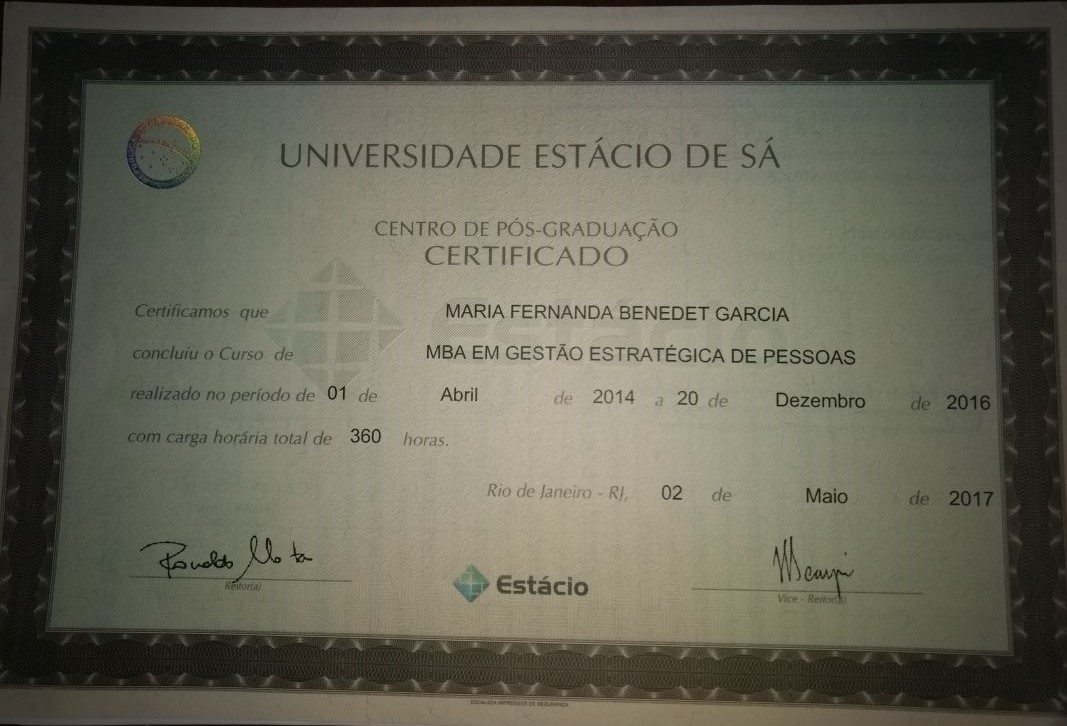 UNIVERSIDADE ESTÁCIO DE SÁ
CENTRO DE PÓS-GRADUAÇÃO
CERTIFICADO
Certificamos que MARIA FERNANDA BENEDET GARCIA
concluiu o Curso de MBA EM GESTÃO ESTRATÉGICA DE PESSOAS
realizado no período de 01 de Abril de 2014 a 20 de Dezembro de 2016
com carga horária total de 360 horas.
Rio de Janeiro - RJ, 02 de Maio de 2017
Ronaldo Mota
Reitor(a)
Estácio
Vice - Reitor(a)